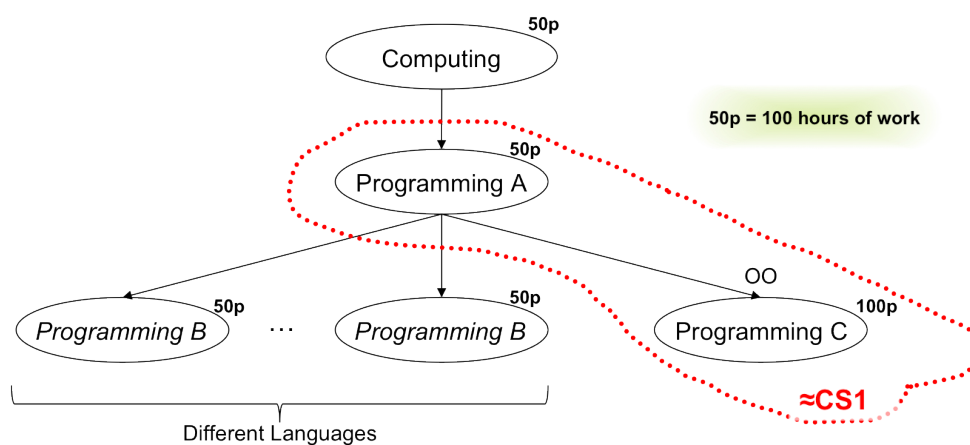 50p
Computing
50p = 100 hours of work
50p
Programming A
OO
50p
Programming B
...
50p
Programming B
100p
Programming C
≈CS1
Different Languages